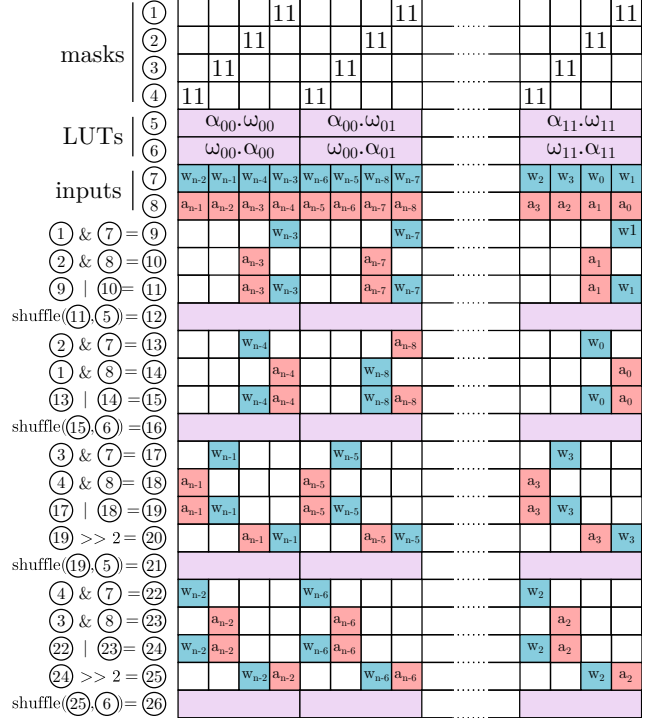 masks
① 11 11 ...... 11
② 11 11 ...... 11
③ 11 11 ...... 11
④ 11 11 ...... 11
LUTs
⑤ α00.ω00 α00.ω01 ...... α11.ω11
⑥ ω00.α00 ω00.α01 ...... ω11.α11
inputs
⑦ wn-2 wn-1 wn-4 wn-3 wn-6 wn-5 wn-8 wn-7 ...... w2 w3 w0 w1
⑧ an-1 an-2 an-3 an-4 an-5 an-6 an-7 an-8 ...... a3 a2 a1 a0
① & ⑦ = ⑨ wn-3 wn-7 ...... w1
② & ⑧ = ⑩ an-3 an-7 ...... a1
⑨ | ⑩ = ⑪ an-3 wn-3 an-7 wn-7 ...... a1 w1
shuffle(⑪,⑤) = ⑫ ......
② & ⑦ = ⑬ wn-4 an-8 ...... w0
① & ⑧ = ⑭ an-4 wn-8 ...... a0
⑬ | ⑭ = ⑮ wn-4 an-4 wn-8 an-8 ...... w0 a0
shuffle(⑮,⑥) = ⑯ ......
③ & ⑦ = ⑰ wn-1 wn-5 ...... w3
④ & ⑧ = ⑱ an-1 an-5 ...... a3
⑰ | ⑱ = ⑲ an-1 wn-1 an-5 wn-5 ...... a3 w3
⑲ >> 2 = ⑳ an-1 wn-1 an-5 wn-5 ...... a3 w3
shuffle(⑲,⑤) = ㉑ ......
④ & ⑦ = ㉒ wn-2 wn-6 ...... w2
③ & ⑧ = ㉓ an-2 an-6 ...... a2
㉒ | ㉓ = ㉔ wn-2 an-2 wn-6 an-6 ...... w2 a2
㉔ >> 2 = ㉕ wn-2 an-2 wn-6 an-6 ...... w2 a2
shuffle(㉕,⑥) = ㉖ ......